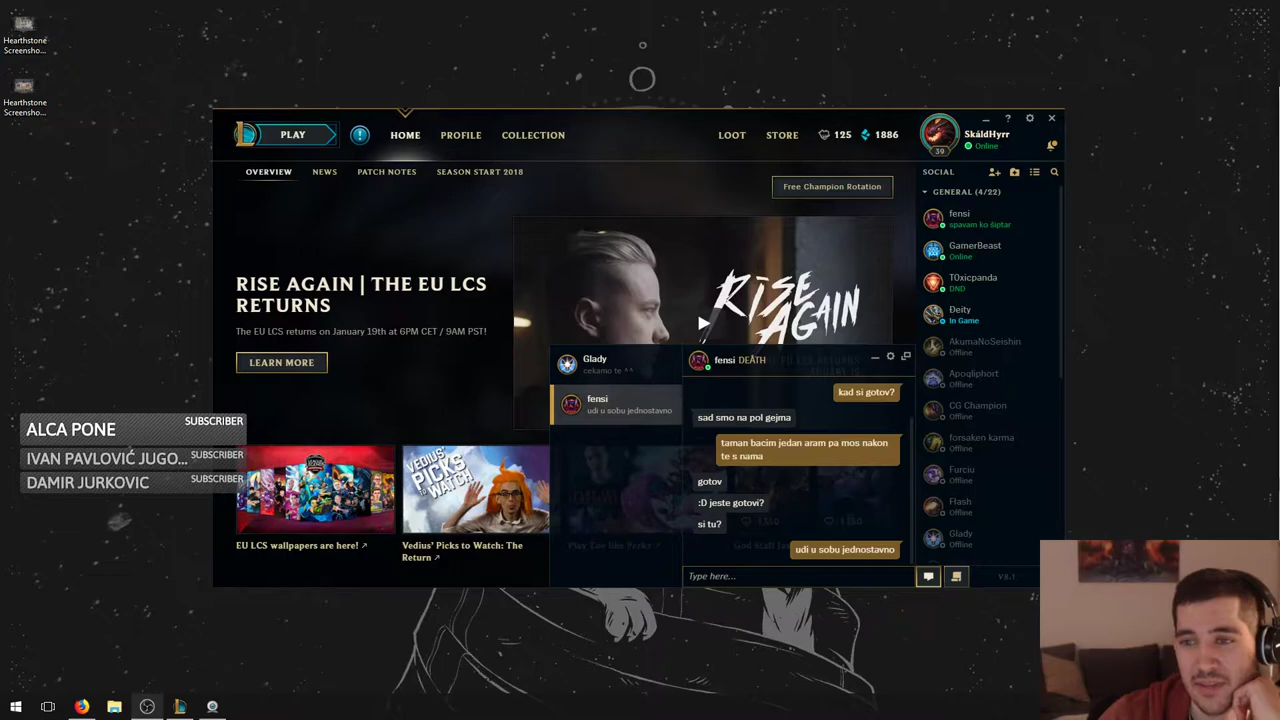 Hearthstone
Screensho...
Hearthstone
Screensho...
PLAY
HOME
PROFILE
COLLECTION
LOOT
STORE
125
1886
SkåldHyrr
Online
39
OVERVIEW
NEWS
PATCH NOTES
SEASON START 2018
Free Champion Rotation
SOCIAL
GENERAL (4/22)
fensi
spavam ko šiptar
GamerBeast
Online
T0xicpanda
DND
Đeity
In Game
AkumaNoSeishin
Offline
Apoqliphort
Offline
CG Champion
Offline
forsaken karma
Offline
Furciu
Offline
Flash
Offline
Glady
Offline
RISE AGAIN | THE EU LCS
RETURNS
The EU LCS returns on January 19th at 6PM CET / 9AM PST!
LEARN MORE
RISE
AGAIN
Glady
cekamo te ^^
fensi
udi u sobu jednostavno
fensi DEATH
kad si gotov?
sad smo na pol gejma
taman bacim jedan aram pa mos nakon
te s nama
gotov
:D jeste gotovi?
si tu?
udi u sobu jednostavno
Type here...
V8.1
ALCA PONE
SUBSCRIBER
IVAN PAVLOVIĆ JUGO...
SUBSCRIBER
DAMIR JURKOVIC
SUBSCRIBER
VEDIUS'
PICKS
TO
WATCH
EU LCS wallpapers are here!
Vedius' Picks to Watch: The
Return